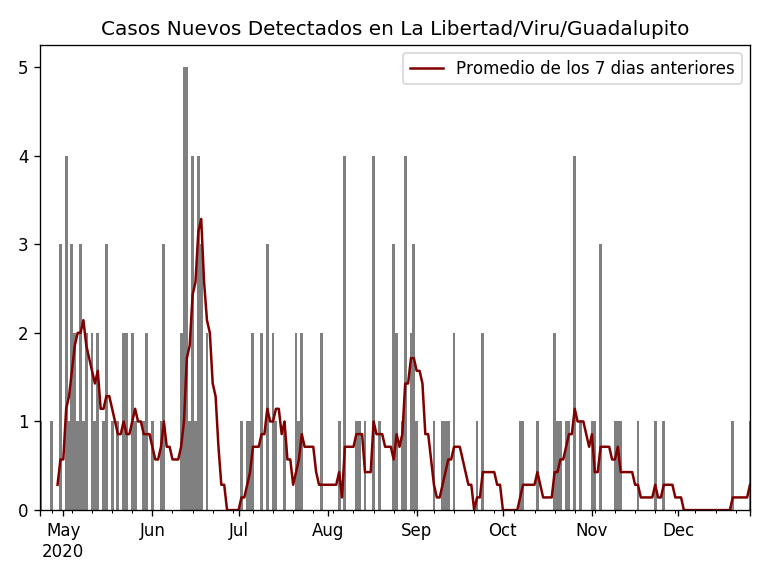 Casos Nuevos Detectados en La Libertad/Viru/Guadalupito
Promedio de los 7 dias anteriores
5
4
3
2
1
0
May Jun Jul Aug Sep Oct Nov Dec
2020